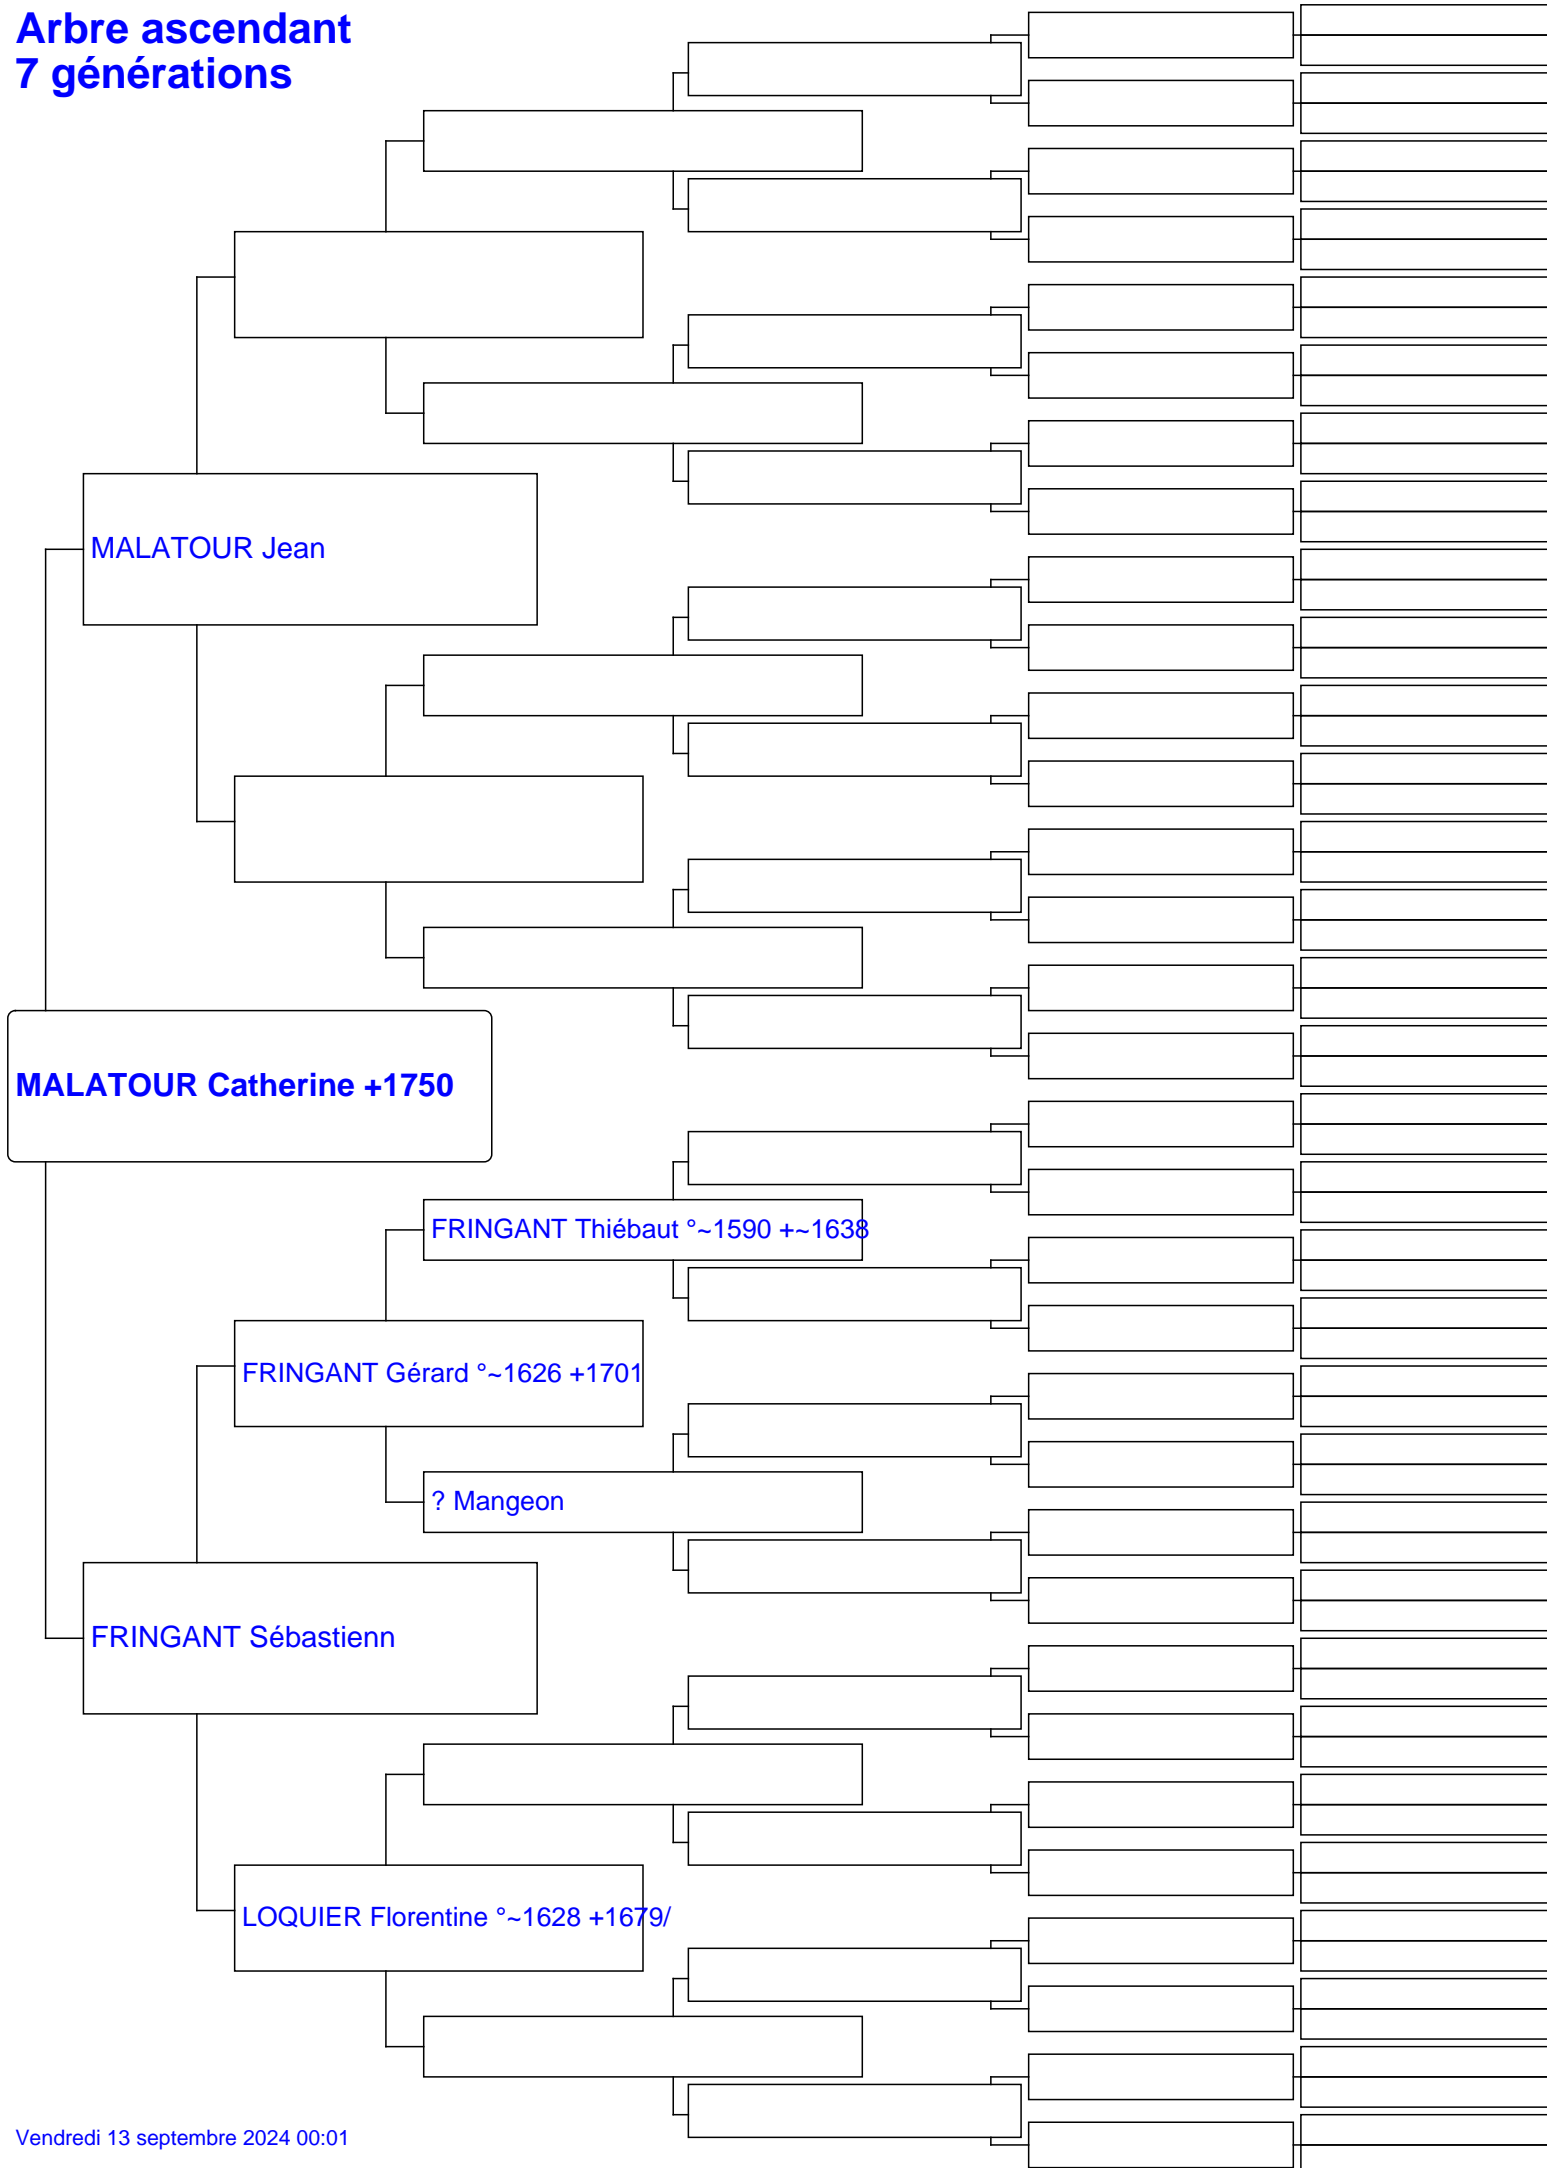 Arbre ascendant
7 générations
MALATOUR Jean
MALATOUR Catherine +1750
FRINGANT Thiébaut °~1590 +~1638
FRINGANT Gérard °~1626 +1701
? Mangeon
FRINGANT Sébastienn
LOQUIER Florentine °~1628 +1679/
Vendredi 13 septembre 2024 00:01